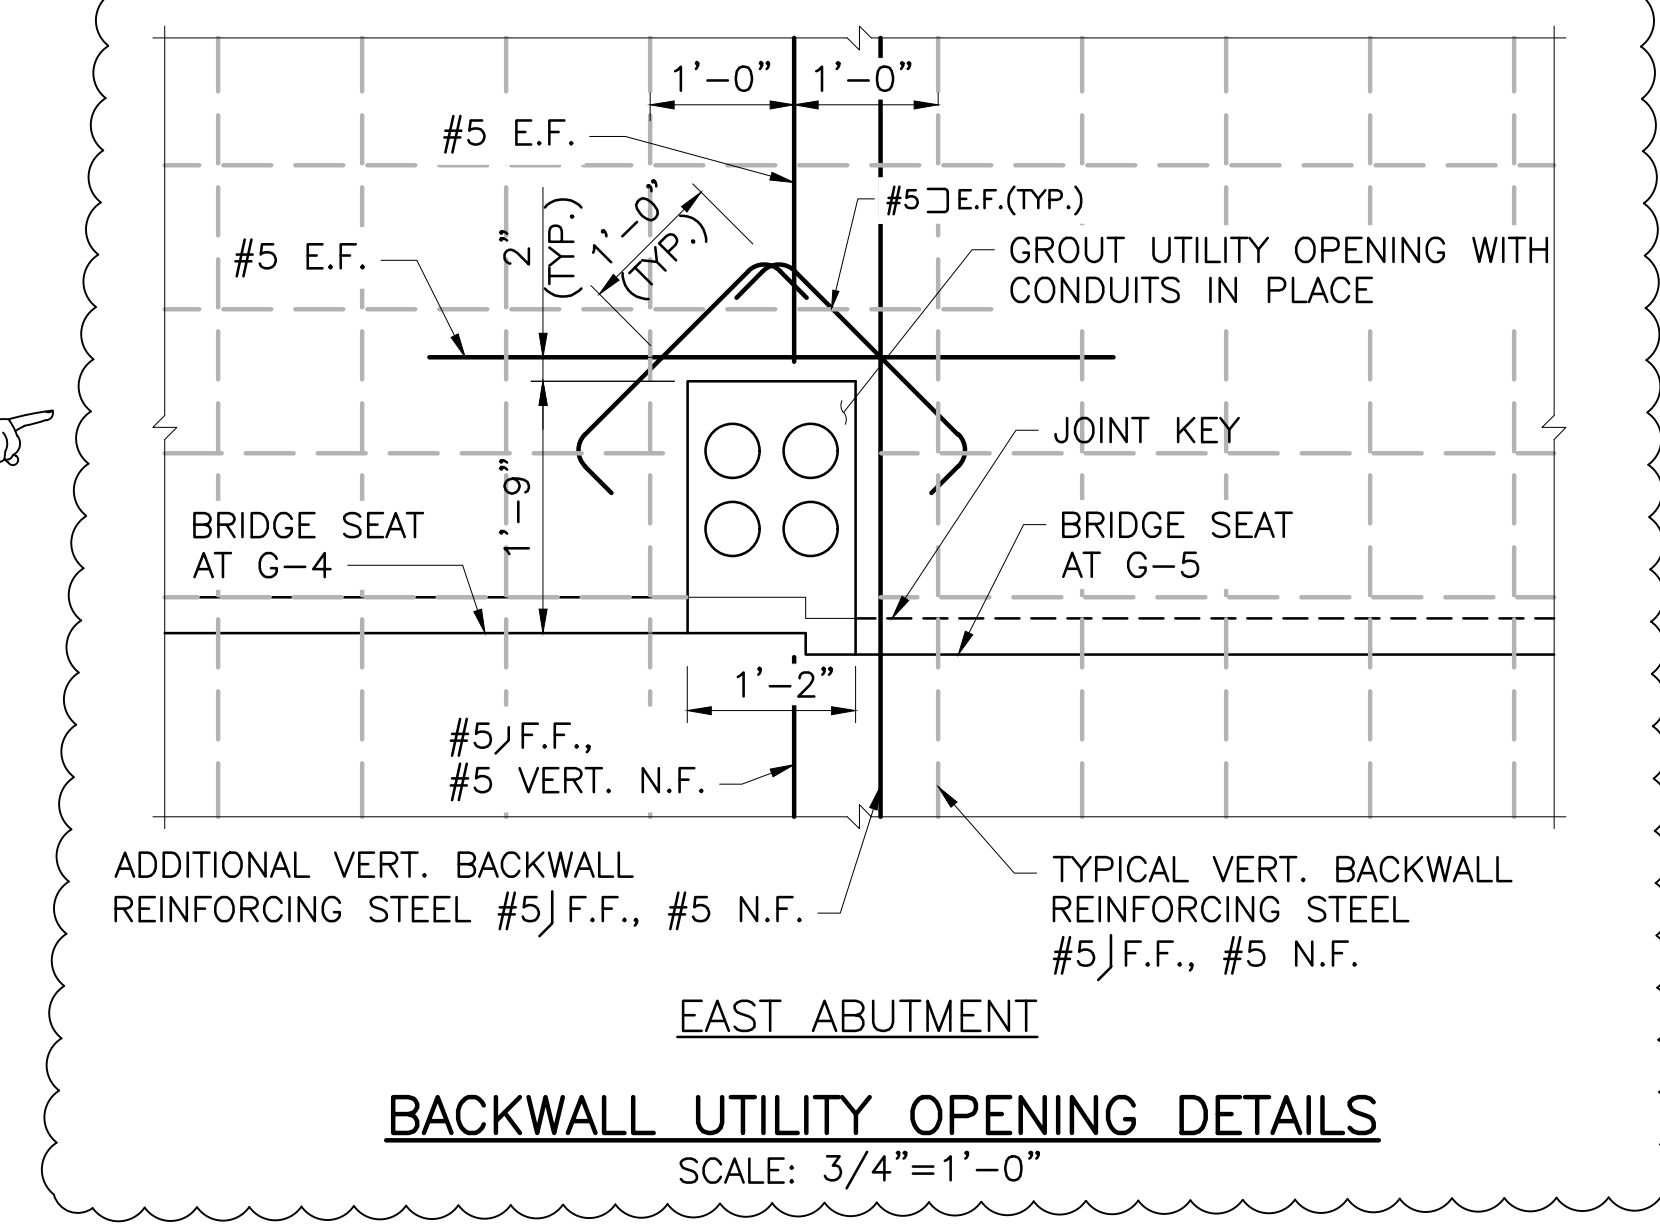 1'-0" 1'-0"
#5 E.F.
#5 E.F.(TYP.)
1'-0"
(TYP.)
2"
(TYP.)
#5 E.F.
GROUT UTILITY OPENING WITH
CONDUITS IN PLACE
JOINT KEY
1'-9"
BRIDGE SEAT
AT G-4
BRIDGE SEAT
AT G-5
1'-2"
#5 F.F.,
#5 VERT. N.F.
ADDITIONAL VERT. BACKWALL
REINFORCING STEEL #5 F.F., #5 N.F.
TYPICAL VERT. BACKWALL
REINFORCING STEEL
#5 F.F., #5 N.F.
EAST ABUTMENT
BACKWALL UTILITY OPENING DETAILS
SCALE: 3/4"=1'-0"